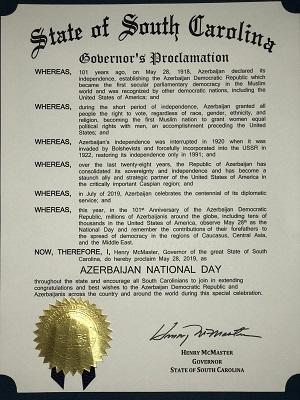 State of South Carolina
Governor's Proclamation
WHEREAS, 101 years ago, on May 28, 1918, Azerbaijan declared its
independence, establishing the Azerbaijan Democratic Republic which
became the first secular parliamentary democracy in the Muslim
world and was recognized by other democratic nations, including the
United States of America; and
WHEREAS, during the short period of independence, Azerbaijan granted all
people the right to vote, regardless of race, gender, ethnicity, and
religion, becoming the first Muslim nation to grant women equal
political rights with men, an accomplishment preceding the United
States; and
WHEREAS, Azerbaijan's independence was interrupted in 1920 when it was
invaded by Bolshevists and forcefully incorporated into the USSR in
1922, restoring its independence only in 1991; and
WHEREAS, over the last twenty-eight years, the Republic of Azerbaijan has
consolidated its sovereignty and independence and has become a
staunch ally and strategic partner of the United States of America in
the critically important Caspian region; and
WHEREAS, in July of 2019, Azerbaijan celebrates the centennial of its diplomatic
service; and
WHEREAS, this year, in the 101st Anniversary of the Azerbaijan Democratic
Republic, millions of Azerbaijanis around the globe, including tens of
thousands in the United States of America, observe May 28th as the
National Day and remember the contributions of their forefathers to
the spread of democracy in the regions of Caucasus, Central Asia,
and the Middle East.
NOW, THEREFORE, I, Henry McMaster, Governor of the great State of South
Carolina, do hereby proclaim May 28, 2019, as
AZERBAIJAN NATIONAL DAY
throughout the state and encourage all South Carolinians to join in extending
congratulations and best wishes to the Azerbaijan Democratic Republic and
Azerbaijanis across the country and around the world during this special celebration.
Henry McMaster
HENRY MCMASTER
GOVERNOR
STATE OF SOUTH CAROLINA